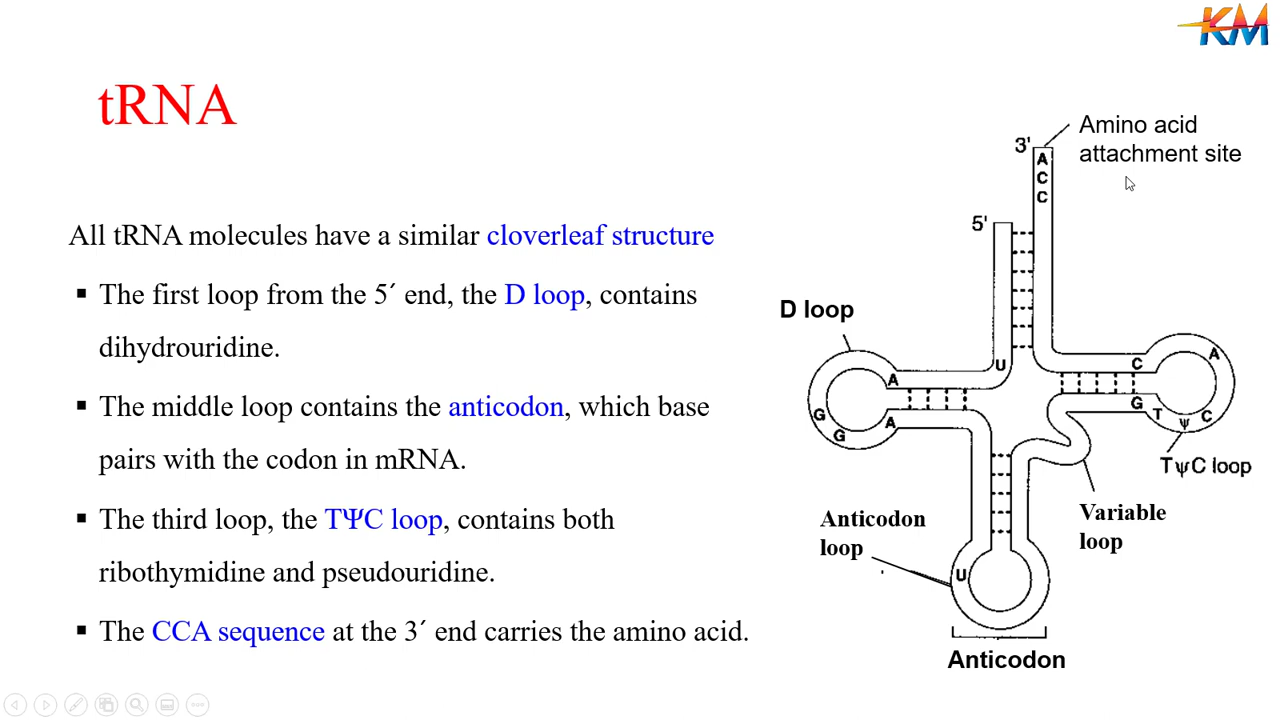 KM
tRNA
All tRNA molecules have a similar cloverleaf structure
▪ The first loop from the 5´ end, the D loop, contains
dihydrouridine.
▪ The middle loop contains the anticodon, which base
pairs with the codon in mRNA.
▪ The third loop, the TΨC loop, contains both
ribothymidine and pseudouridine.
▪ The CCA sequence at the 3´ end carries the amino acid.
Amino acid
attachment site
3'
A
C
C
5'
D loop
U
A
A
G
G
C
G
T
ψ
C
A
TψC loop
Variable
loop
Anticodon
loop
U
Anticodon